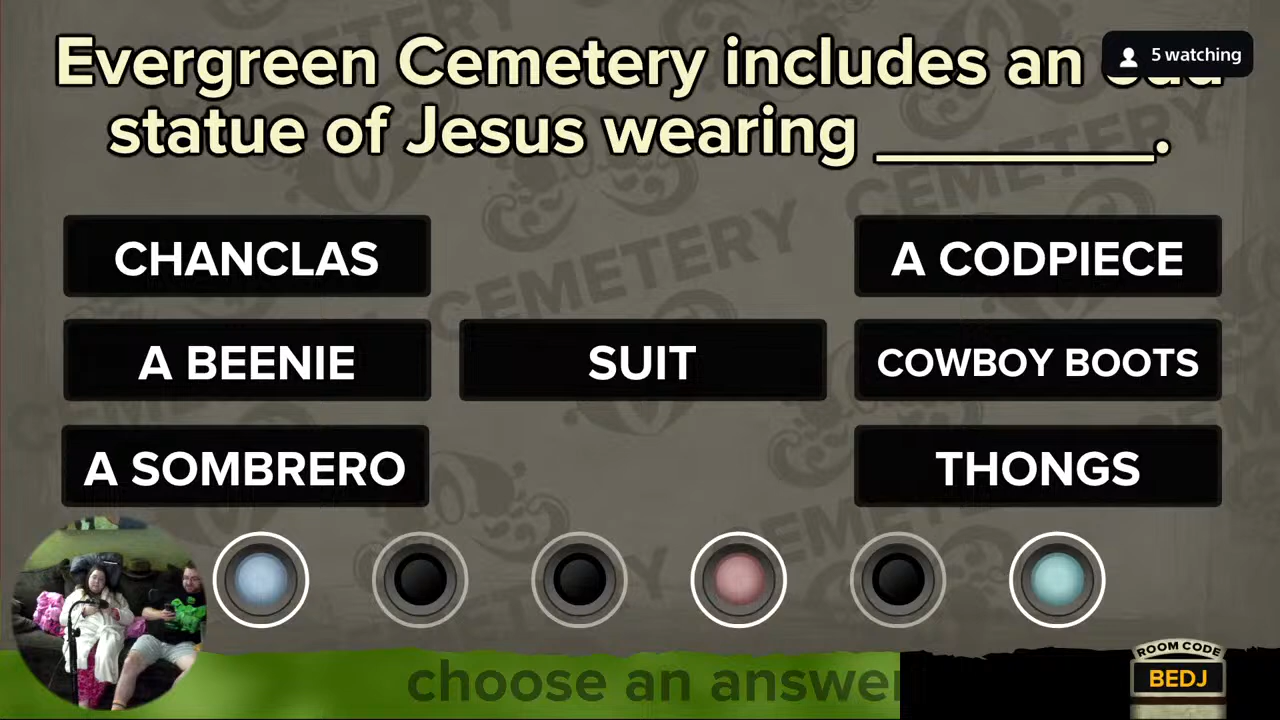 Evergreen Cemetery includes an
5 watching
statue of Jesus wearing ________.
CHANCLAS
A CODPIECE
A BEENIE
SUIT
COWBOY BOOTS
A SOMBRERO
THONGS
choose an answer
ROOM CODE
BEDJ